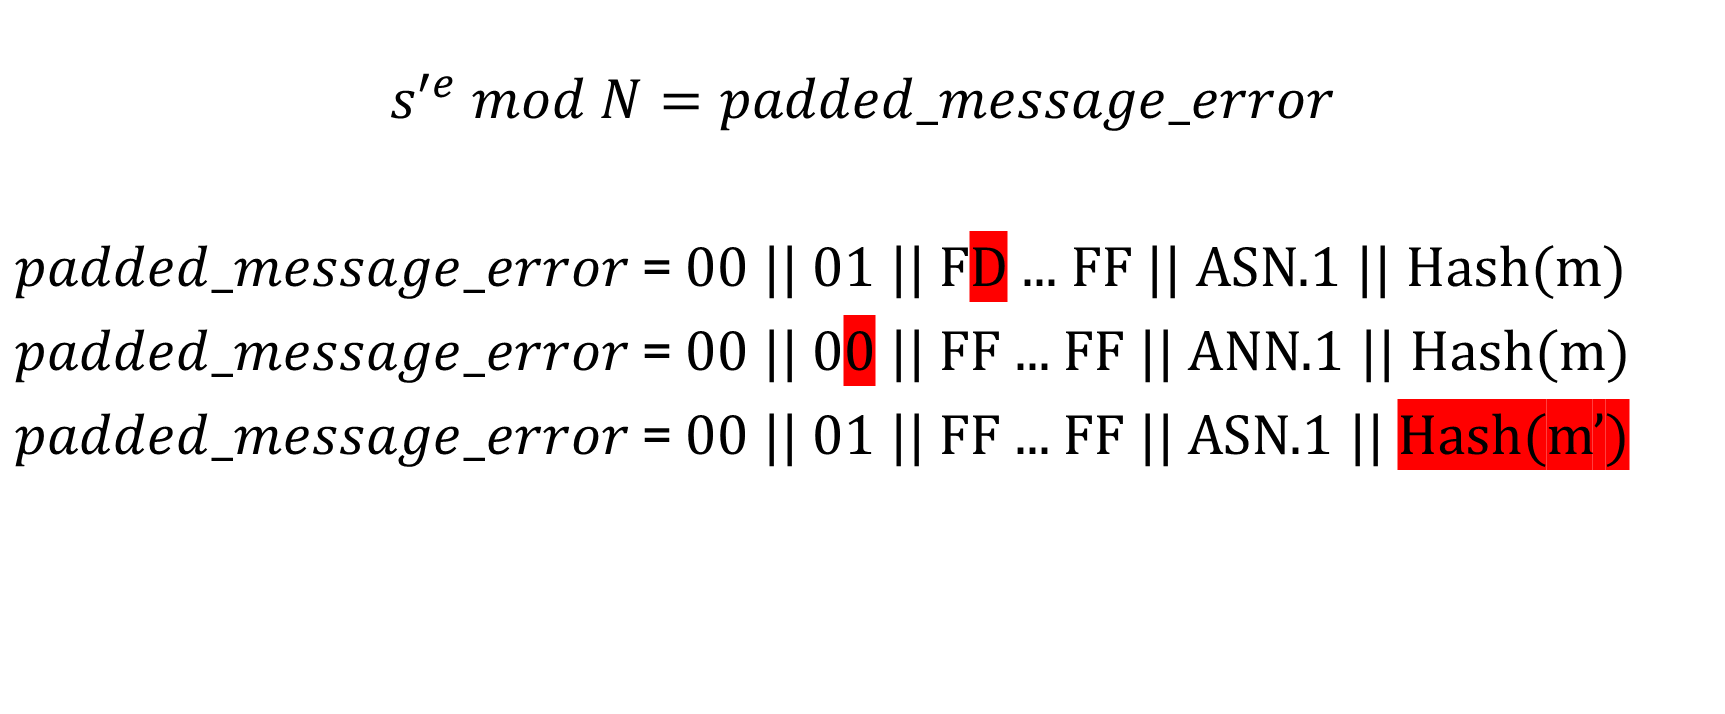 s′ᵉ mod N = padded_message_error
padded_message_error = 00 || 01 || FD ... FF || ASN.1 || Hash(m)
padded_message_error = 00 || 00 || FF ... FF || ANN.1 || Hash(m)
padded_message_error = 00 || 01 || FF ... FF || ASN.1 || Hash(m’)